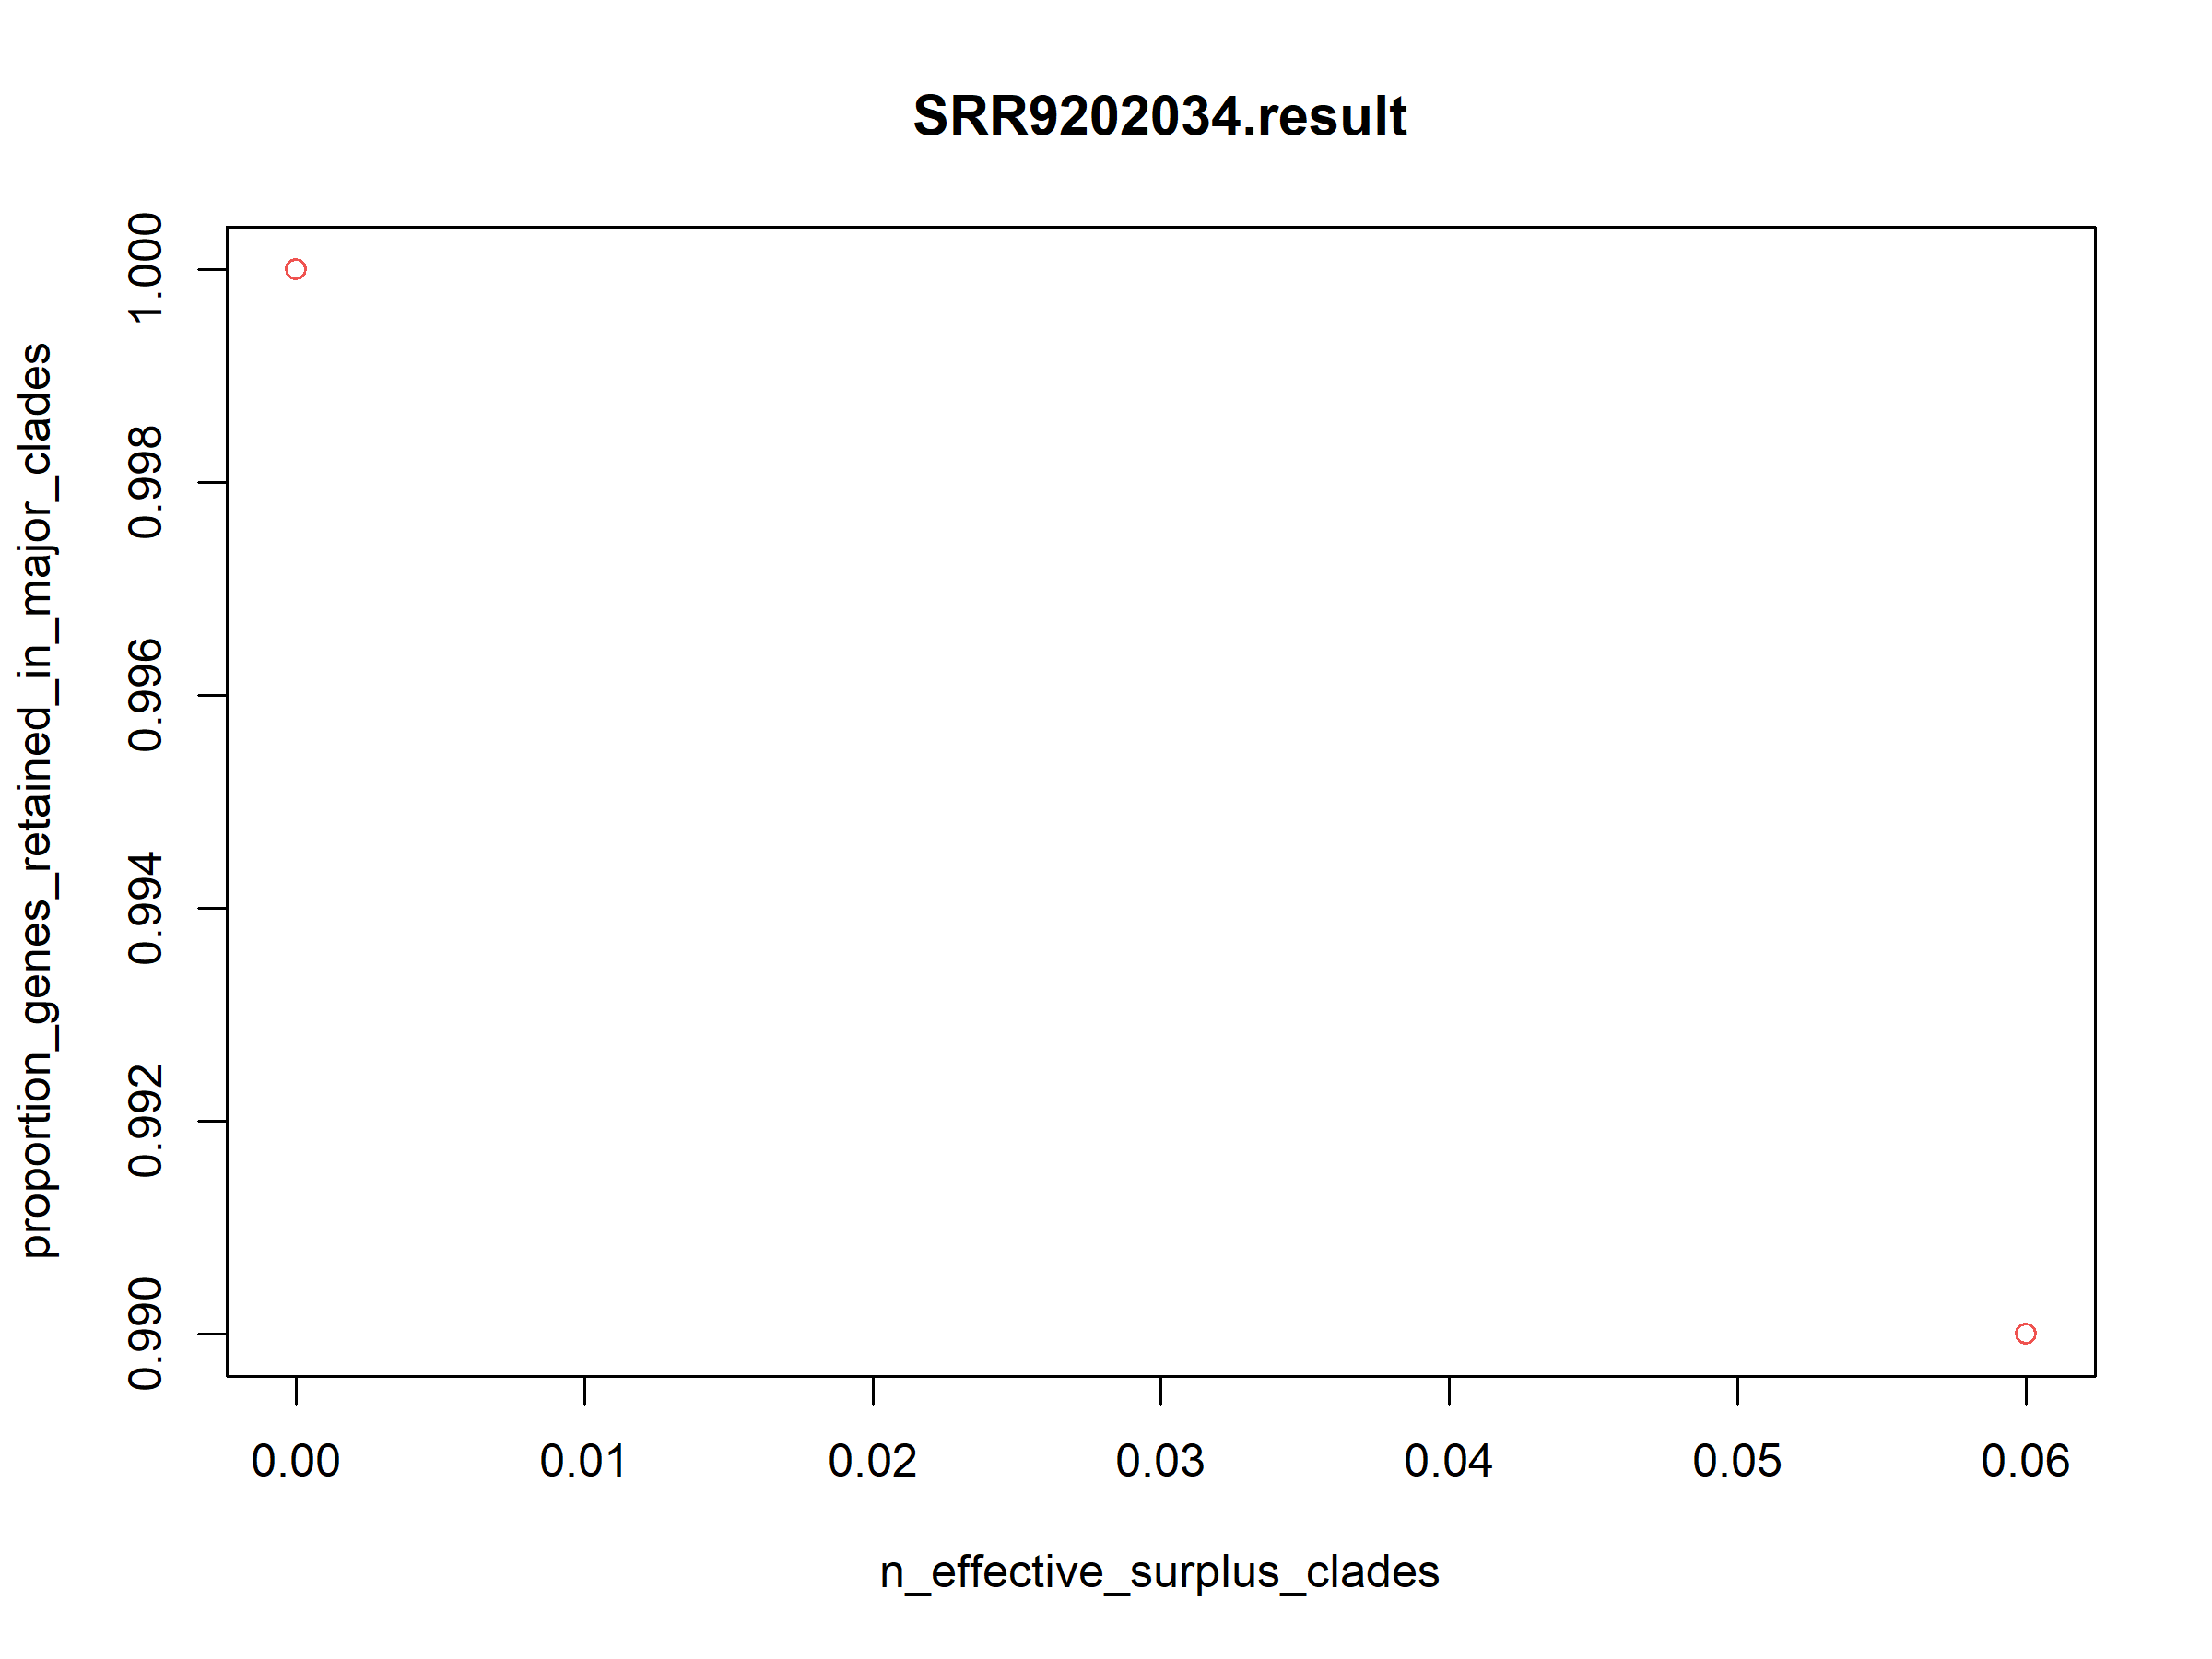 SRR9202034.result
proportion_genes_retained_in_major_clades
1.000
0.998
0.996
0.994
0.992
0.990
0.00 0.01 0.02 0.03 0.04 0.05 0.06
n_effective_surplus_clades